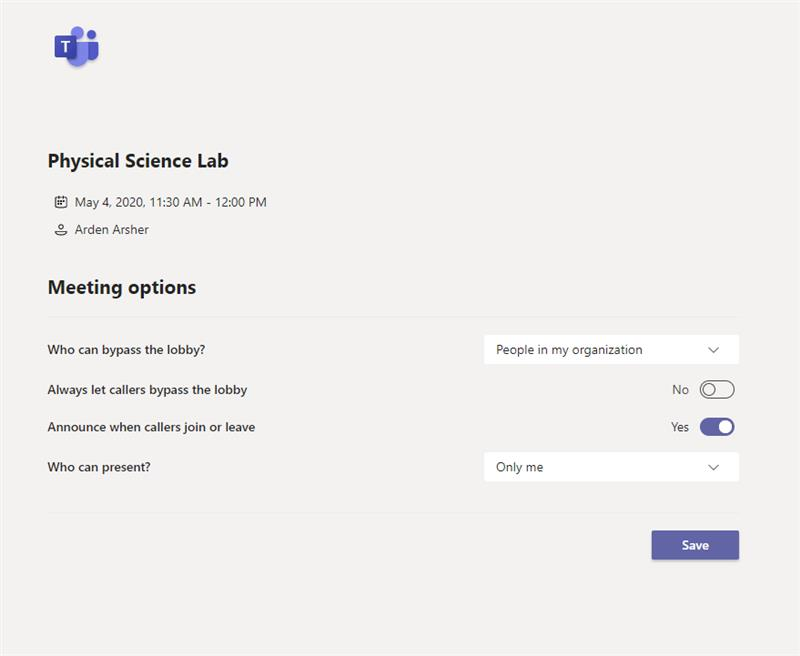 T
Physical Science Lab
May 4, 2020, 11:30 AM - 12:00 PM
Arden Arsher
Meeting options
Who can bypass the lobby? People in my organization
Always let callers bypass the lobby No
Announce when callers join or leave Yes
Who can present? Only me
Save